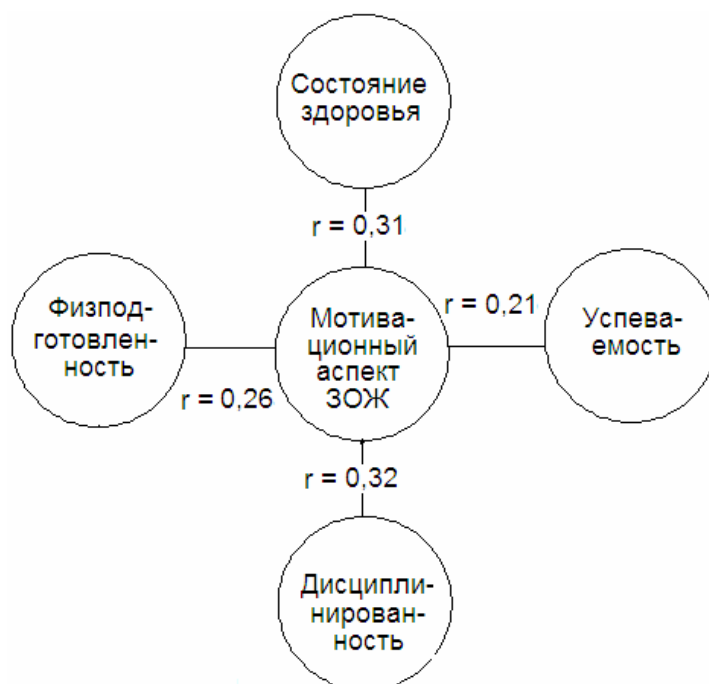 Состояние
здоровья
r = 0,31
Физпод-
готовлен-
ность
r = 0,26
Мотива-
ционный
аспект
ЗОЖ
r = 0,21
Успева-
емость
r = 0,32
Дисципли-
нирован-
ность